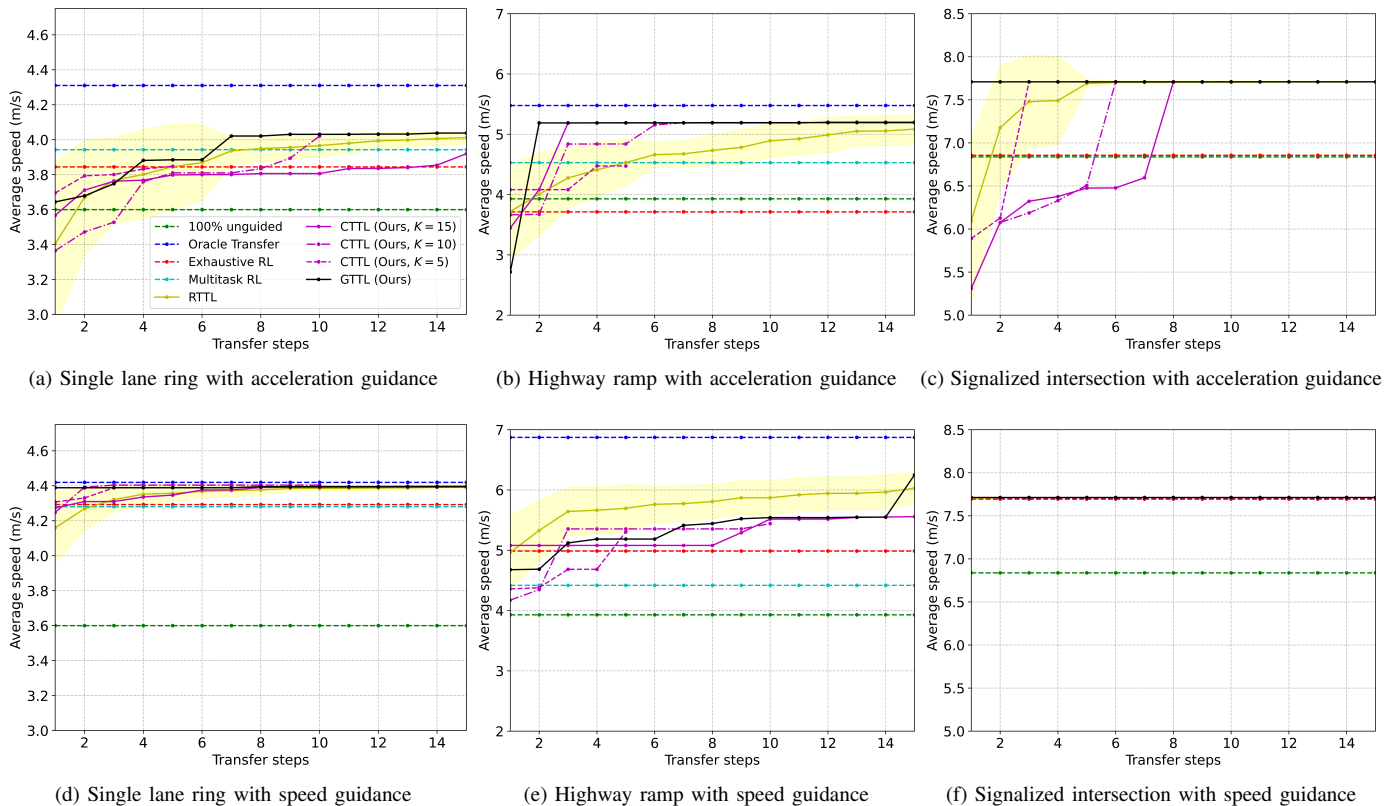 4.6
4.4
4.2
4.0
3.8
3.6
3.4
3.2
3.0
Average speed (m/s)
100% unguided
Oracle Transfer
Exhaustive RL
Multitask RL
RTTL
CTTL (Ours, K = 15)
CTTL (Ours, K = 10)
CTTL (Ours, K = 5)
GTTL (Ours)
2 4 6 8 10 12 14
Transfer steps
(a) Single lane ring with acceleration guidance
7
6
5
4
3
2
Average speed (m/s)
2 4 6 8 10 12 14
Transfer steps
(b) Highway ramp with acceleration guidance
8.5
8.0
7.5
7.0
6.5
6.0
5.5
5.0
Average speed (m/s)
2 4 6 8 10 12 14
Transfer steps
(c) Signalized intersection with acceleration guidance
4.6
4.4
4.2
4.0
3.8
3.6
3.4
3.2
3.0
Average speed (m/s)
2 4 6 8 10 12 14
Transfer steps
(d) Single lane ring with speed guidance
7
6
5
4
3
2
Average speed (m/s)
2 4 6 8 10 12 14
Transfer steps
(e) Highway ramp with speed guidance
8.5
8.0
7.5
7.0
6.5
6.0
5.5
5.0
Average speed (m/s)
2 4 6 8 10 12 14
Transfer steps
(f) Signalized intersection with speed guidance